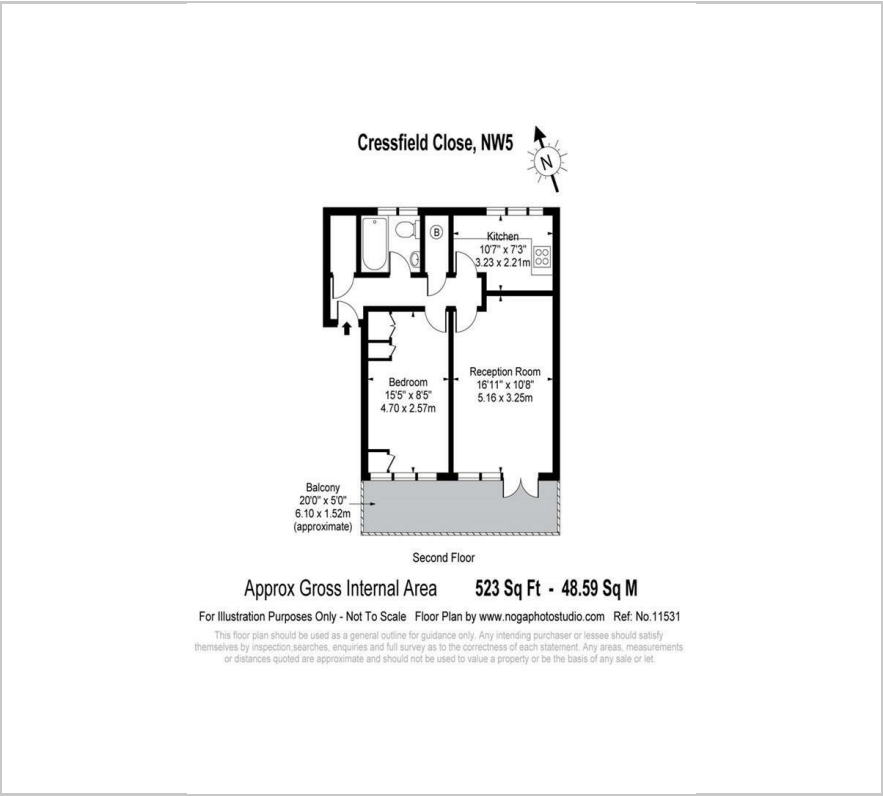 Cressfield Close, NW5
N
B
Kitchen
10'7" x 7'3"
3.23 x 2.21m
Reception Room
16'11" x 10'8"
5.16 x 3.25m
Bedroom
15'5" x 8'5"
4.70 x 2.57m
Balcony
20'0" x 5'0"
6.10 x 1.52m
(approximate)
Second Floor
Approx Gross Internal Area 523 Sq Ft - 48.59 Sq M
For Illustration Purposes Only - Not To Scale Floor Plan by www.nogaphotostudio.com Ref: No.11531
This floor plan should be used as a general outline for guidance only. Any intending purchaser or lessee should satisfy
themselves by inspection,searches, enquiries and full survey as to the correctness of each statement. Any areas, measurements
or distances quoted are approximate and should not be used to value a property or be the basis of any sale or let.